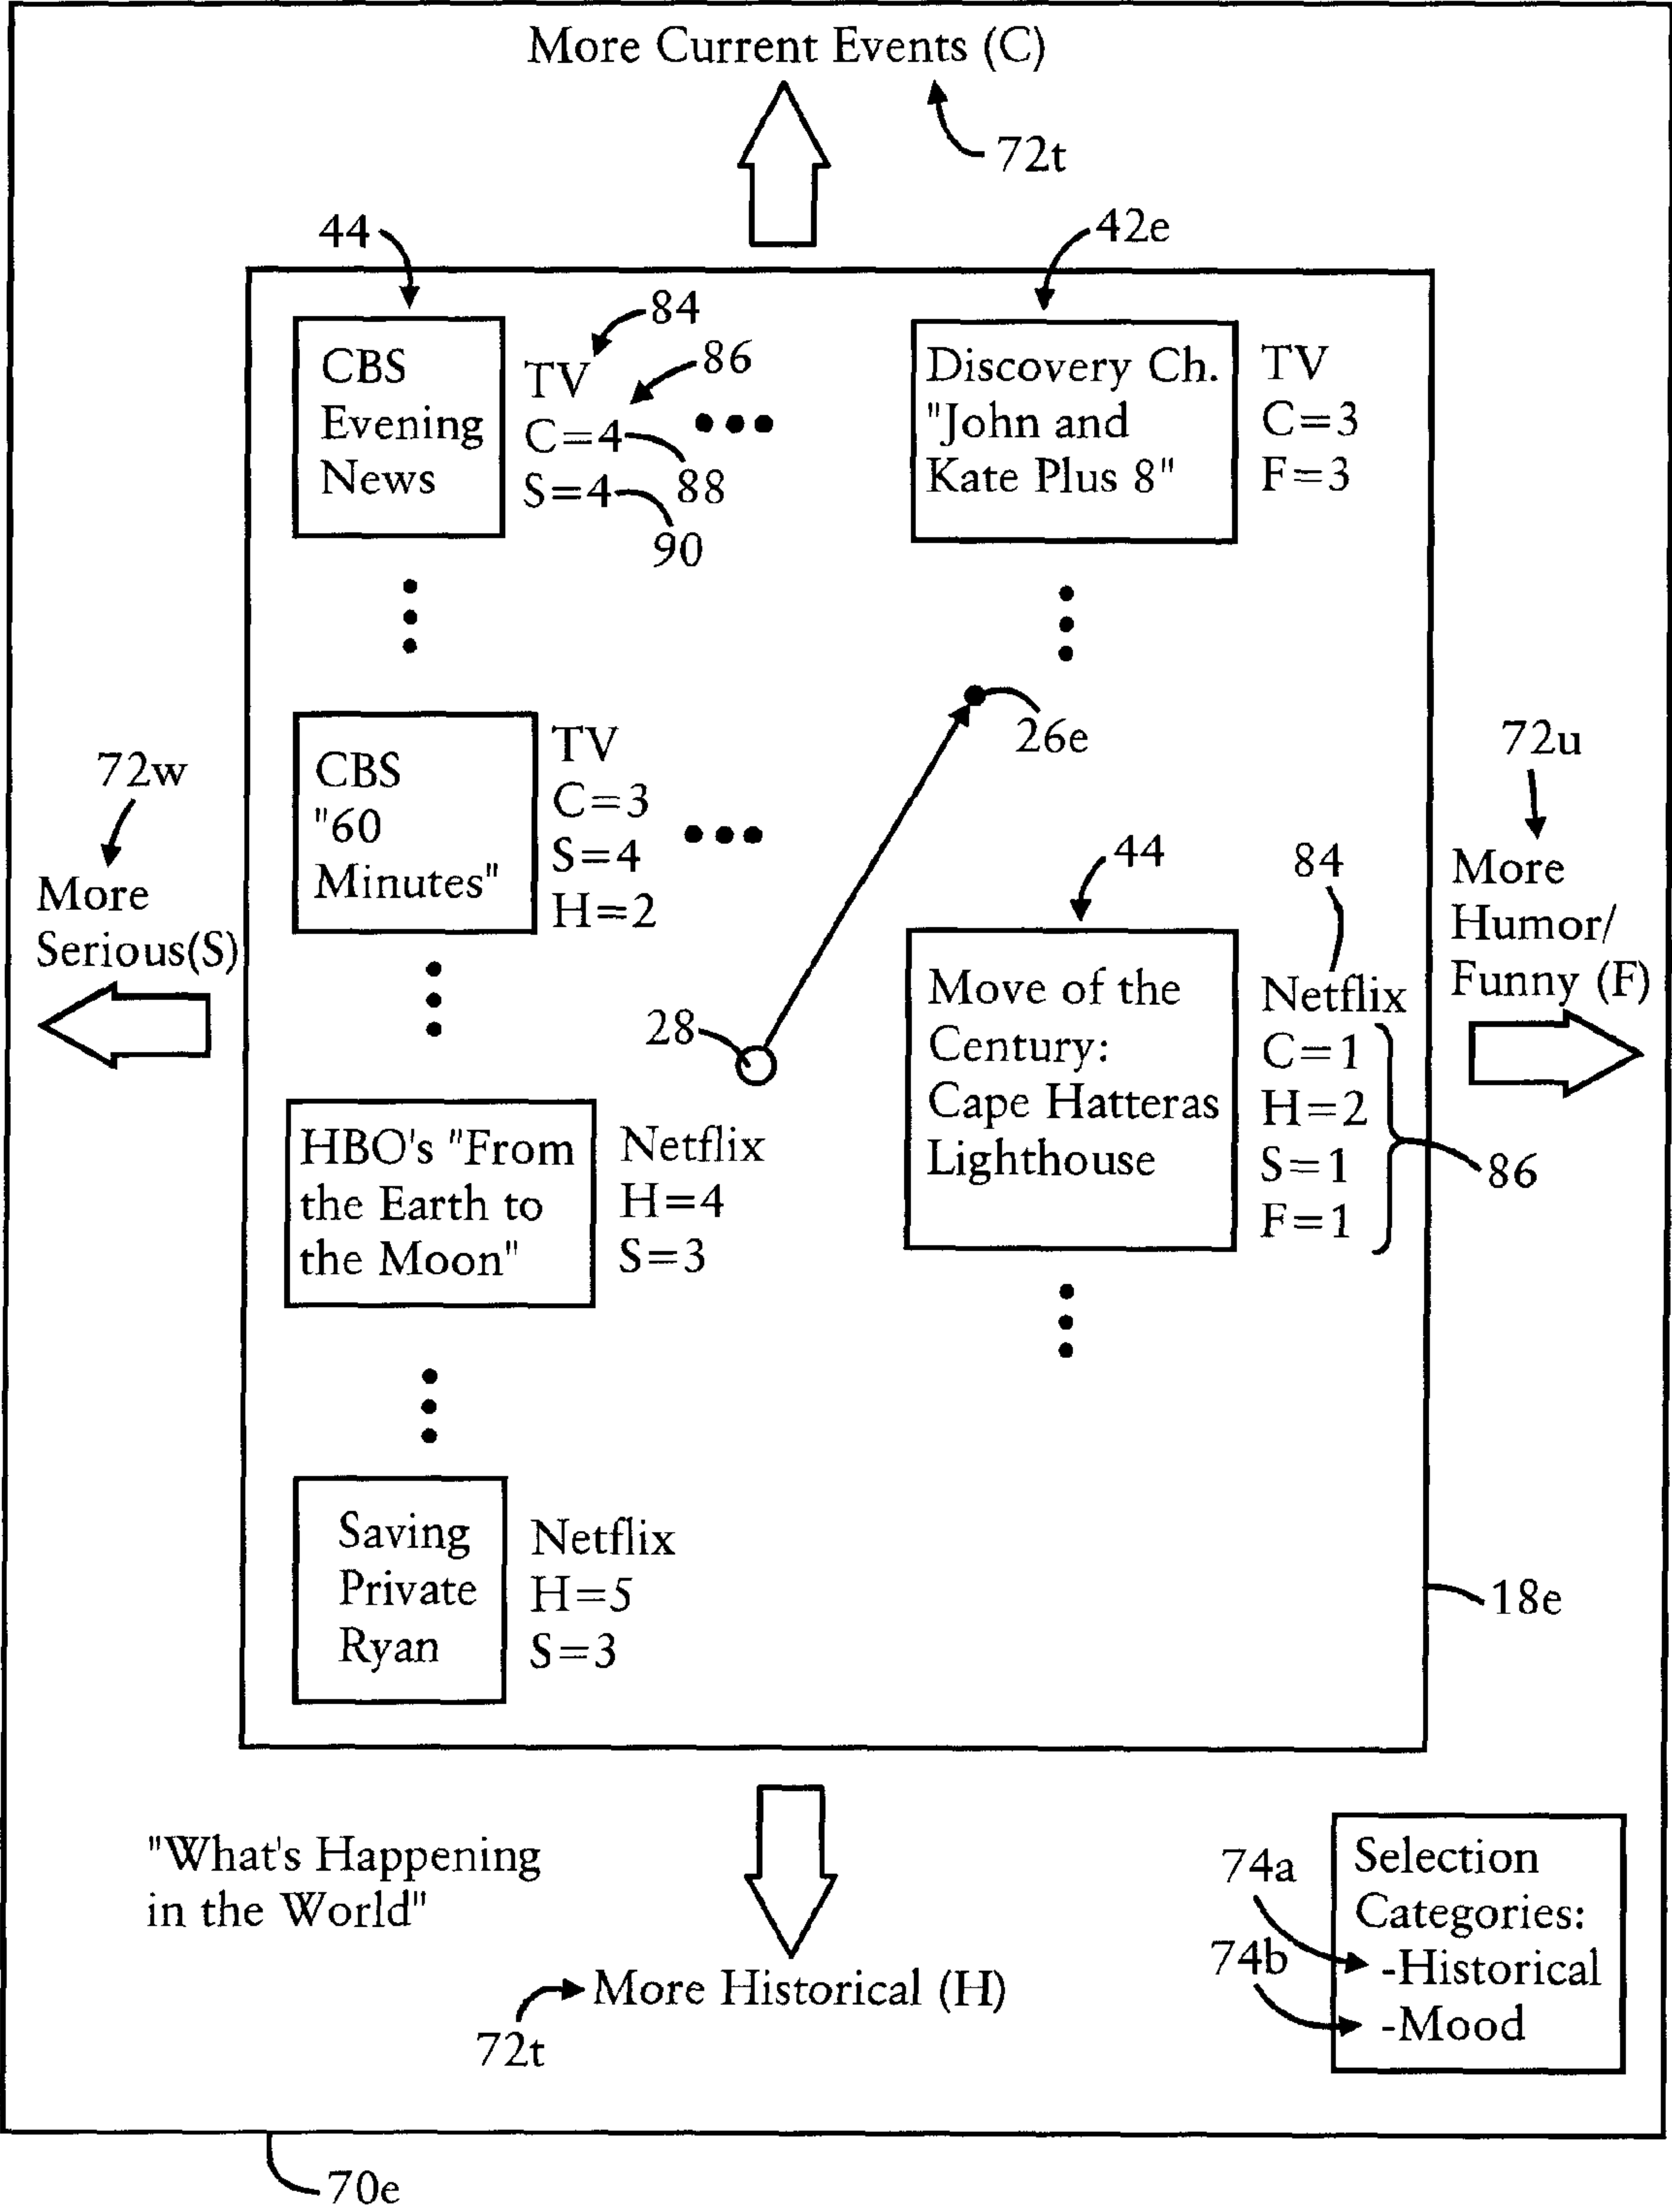 More Current Events (C)
72t
44
42e
84
86
CBS
Evening
News
TV
C=4
S=4
88
90
Discovery Ch.
"John and
Kate Plus 8"
TV
C=3
F=3
26e
72w
More
Serious(S)
CBS
"60
Minutes"
TV
C=3
S=4
H=2
72u
More
Humor/
Funny (F)
44
84
28
Move of the
Century:
Cape Hatteras
Lighthouse
Netflix
C=1
H=2
S=1
F=1
86
HBO's "From
the Earth to
the Moon"
Netflix
H=4
S=3
Saving
Private
Ryan
Netflix
H=5
S=3
18e
"What's Happening
in the World"
More Historical (H)
72t
74a
74b
Selection
Categories:
-Historical
-Mood
70e